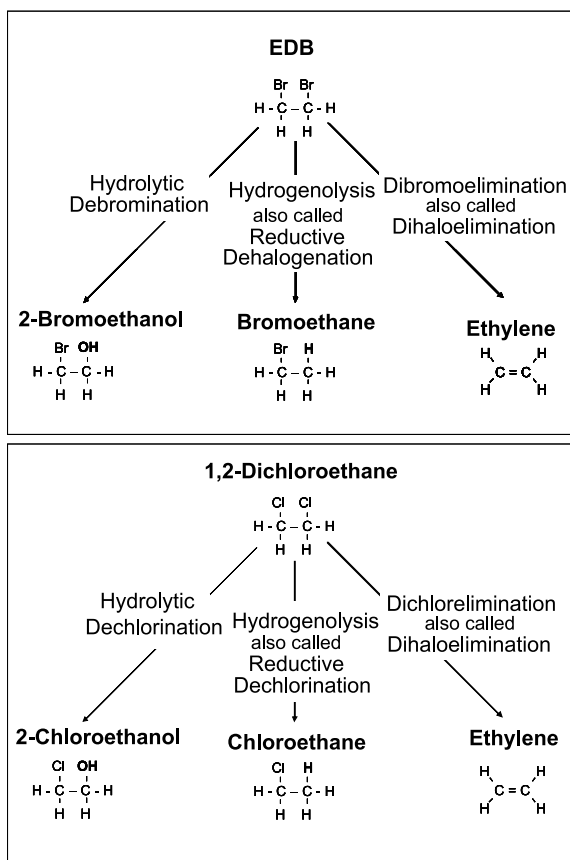 EDB
Br Br
H - C - C - H
H H
Hydrolytic
Debromination
Hydrogenolysis
also called
Reductive
Dehalogenation
Dibromoelimination
also called
Dihaloelimination
2-Bromoethanol
Br OH
H - C - C - H
H H
Bromoethane
Br H
H - C - C - H
H H
Ethylene
H H
C = C
H H
1,2-Dichloroethane
Cl Cl
H - C - C - H
H H
Hydrolytic
Dechlorination
Hydrogenolysis
also called
Reductive
Dechlorination
Dichlorelimination
also called
Dihaloelimination
2-Chloroethanol
Cl OH
H - C - C - H
H H
Chloroethane
Cl H
H - C - C - H
H H
Ethylene
H H
C = C
H H